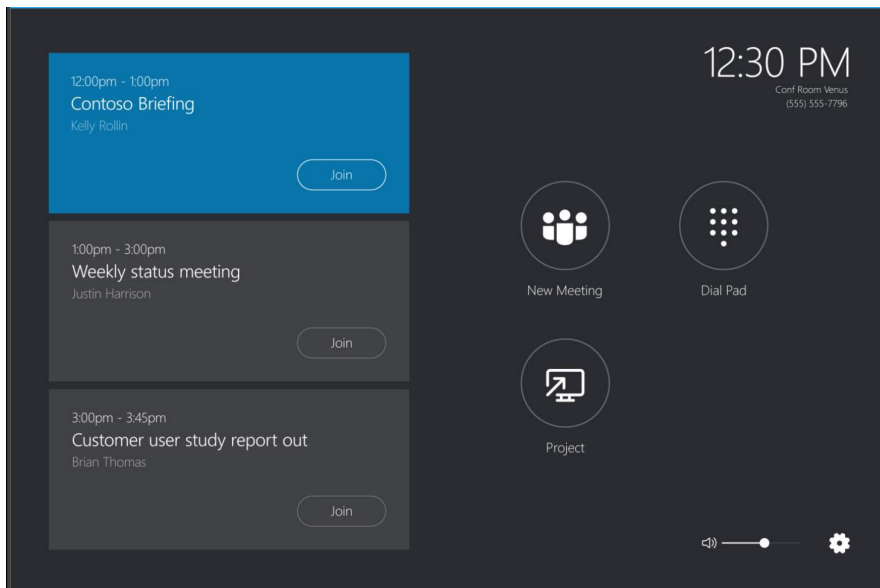 12:00pm - 1:00pm
Contoso Briefing
Kelly Rollin
Join
1:00pm - 3:00pm
Weekly status meeting
Justin Harrison
Join
3:00pm - 3:45pm
Customer user study report out
Brian Thomas
Join
12:30 PM
Conf Room Venus
(555) 555-7796
New Meeting
Dial Pad
Project